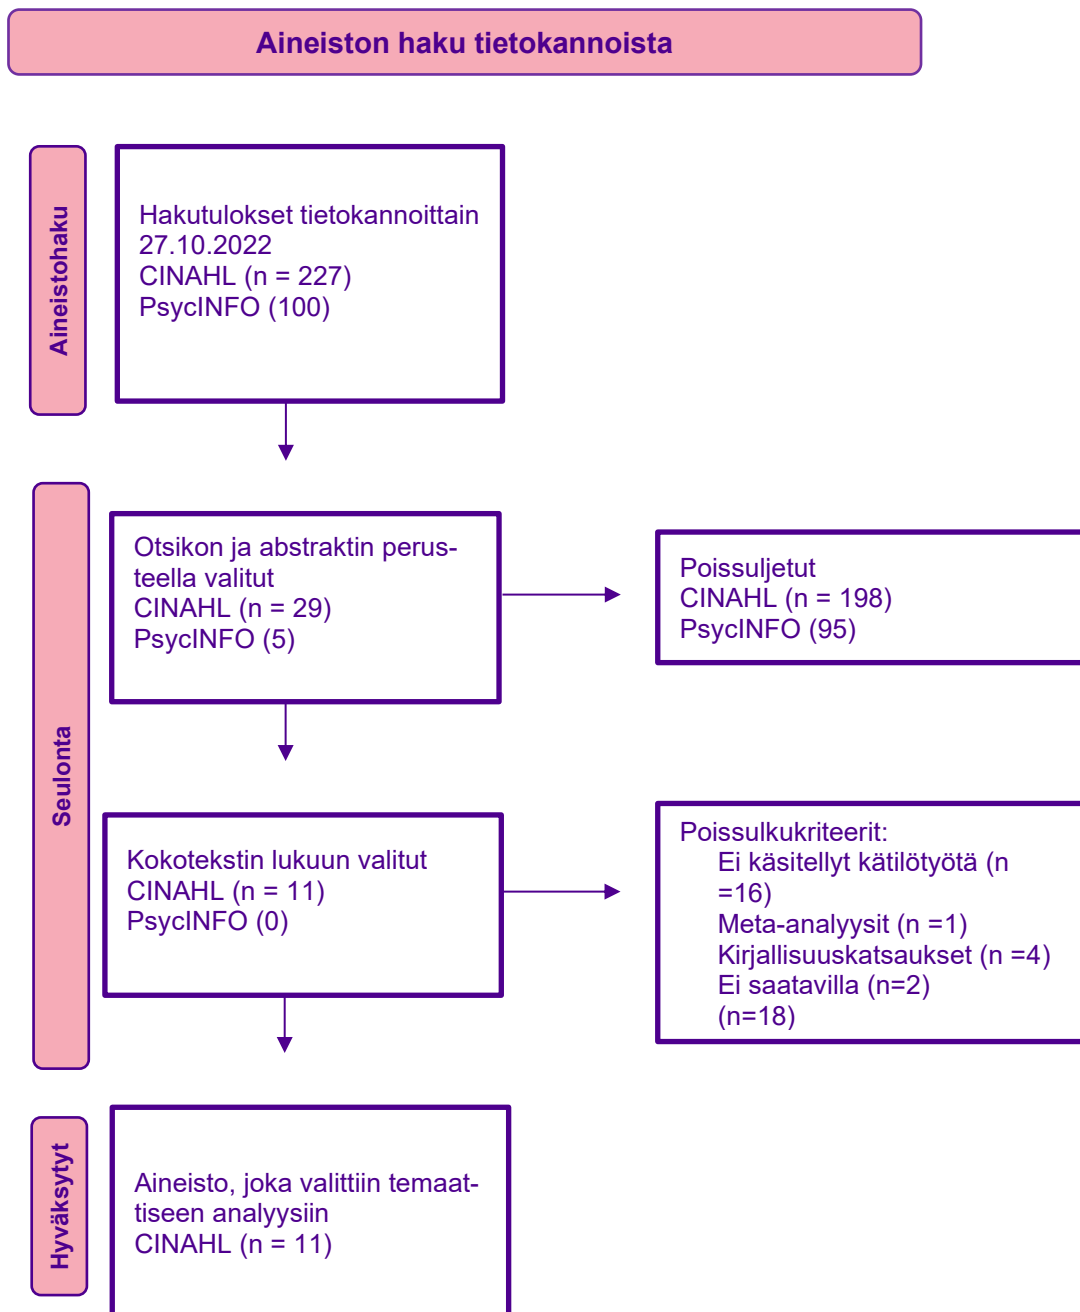 Aineiston haku tietokannoista
Aineistohaku
Hakutulokset tietokannoittain
27.10.2022
CINAHL (n = 227)
PsycINFO (100)
Seulonta
Otsikon ja abstraktin perus-
teella valitut
CINAHL (n = 29)
PsycINFO (5)
Poissuljetut
CINAHL (n = 198)
PsycINFO (95)
Kokotekstin lukuun valitut
CINAHL (n = 11)
PsycINFO (0)
Poissulkukriteerit:
Ei käsitellyt kätilötyötä (n
=16)
Meta-analyysit (n =1)
Kirjallisuuskatsaukset (n =4)
Ei saatavilla (n=2)
(n=18)
Hyväksytyt
Aineisto, joka valittiin temaat-
tiseen analyysiin
CINAHL (n = 11)